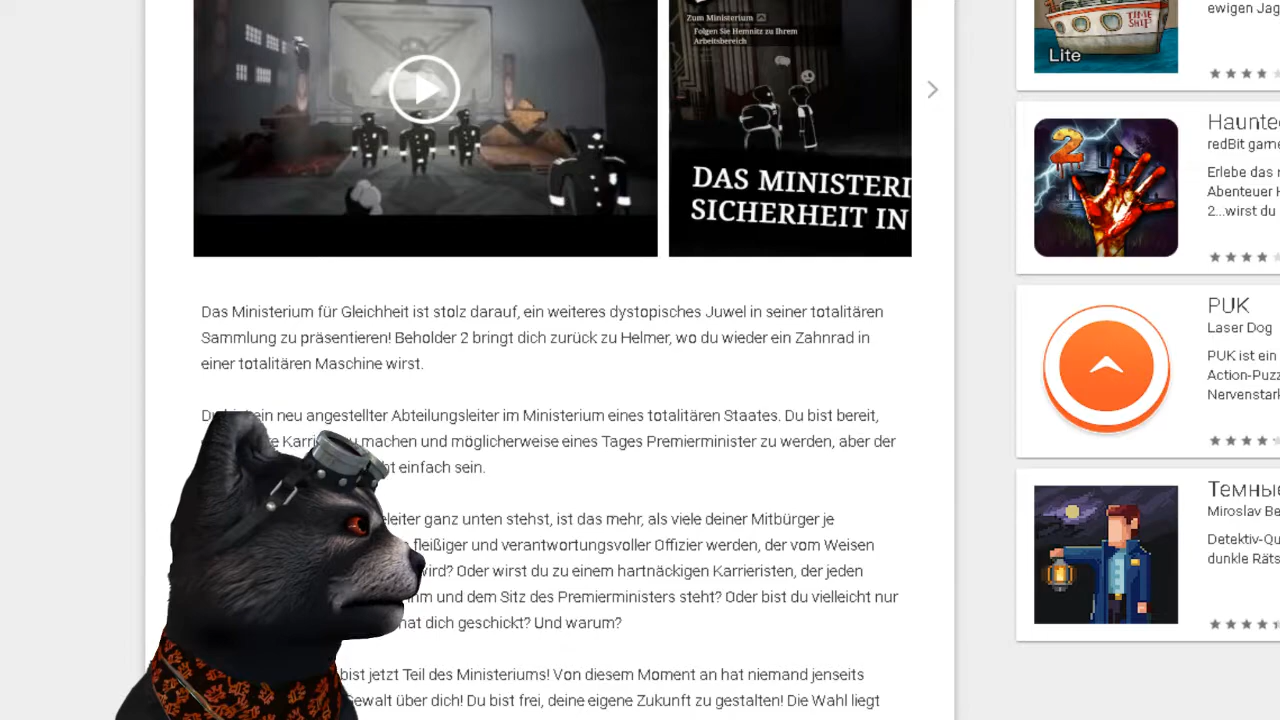 Zum Ministerium
Folgen Sie Hemnitz zu Ihrem
Arbeitsbereich
DAS MINISTERI
SICHERHEIT IN
Das Ministerium für Gleichheit ist stolz darauf, ein weiteres dystopisches Juwel in seiner totalitären
Sammlung zu präsentieren! Beholder 2 bringt dich zurück zu Helmer, wo du wieder ein Zahnrad in
einer totalitären Maschine wirst.
Du bist ein neu angestellter Abteilungsleiter im Ministerium eines totalitären Staates. Du bist bereit,
machen und möglicherweise eines Tages Premierminister zu werden, aber der
einfach sein.
ganz unten stehst, ist das mehr, als viele deiner Mitbürger je
fleißiger und verantwortungsvoller Offizier werden, der vom Weisen
wird? Oder wirst du zu einem hartnäckigen Karrieristen, der jeden
und dem Sitz des Premierministers steht? Oder bist du vielleicht nur
hat dich geschickt? Und warum?
bist jetzt Teil des Ministeriums! Von diesem Moment an hat niemand jenseits
Gewalt über dich! Du bist frei, deine eigene Zukunft zu gestalten! Die Wahl liegt
ewigen Jag
TIME
SHIP
Lite
2
Haunte
redBit game
Erlebe das
Abenteuer H
2...wirst du
PUK
Laser Dog
PUK ist ein
Action-Puzz
Nervenstark
Темные
Miroslav Be
Detektiv-Qu
dunkle Räts